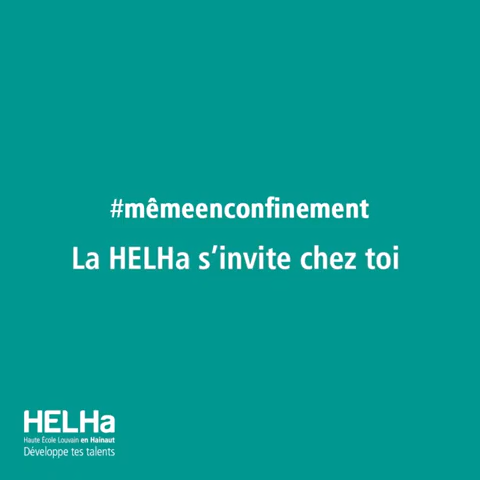 #mêmeenconfinement
La HELHa s’invite chez toi
HELHa
Haute École Louvain en Hainaut
Développe tes talents